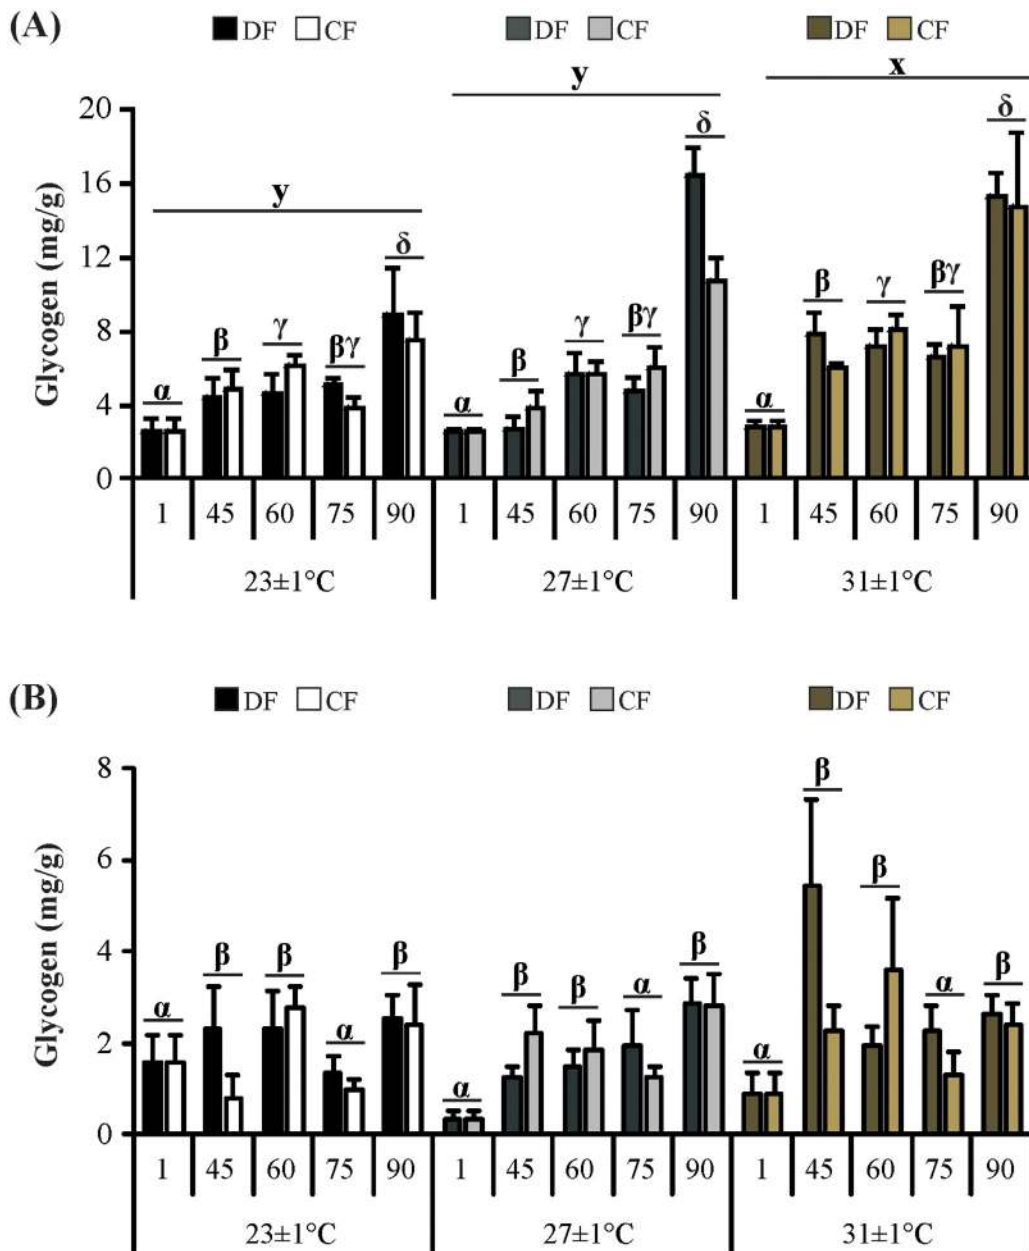 (A)
DF CF DF CF DF CF
x
y
y
δ δ
δ
β γ βγ
β γ βγ
β γ βγ
α α α
20
16
12
8
4
0
Glycogen (mg/g)
1 45 60 75 90 1 45 60 75 90 1 45 60 75 90
23±1°C 27±1°C 31±1°C
(B)
DF CF DF CF DF CF
β
β
β β β β β
β β α
α α α
α α
8
6
4
2
0
Glycogen (mg/g)
1 45 60 75 90 1 45 60 75 90 1 45 60 75 90
23±1°C 27±1°C 31±1°C